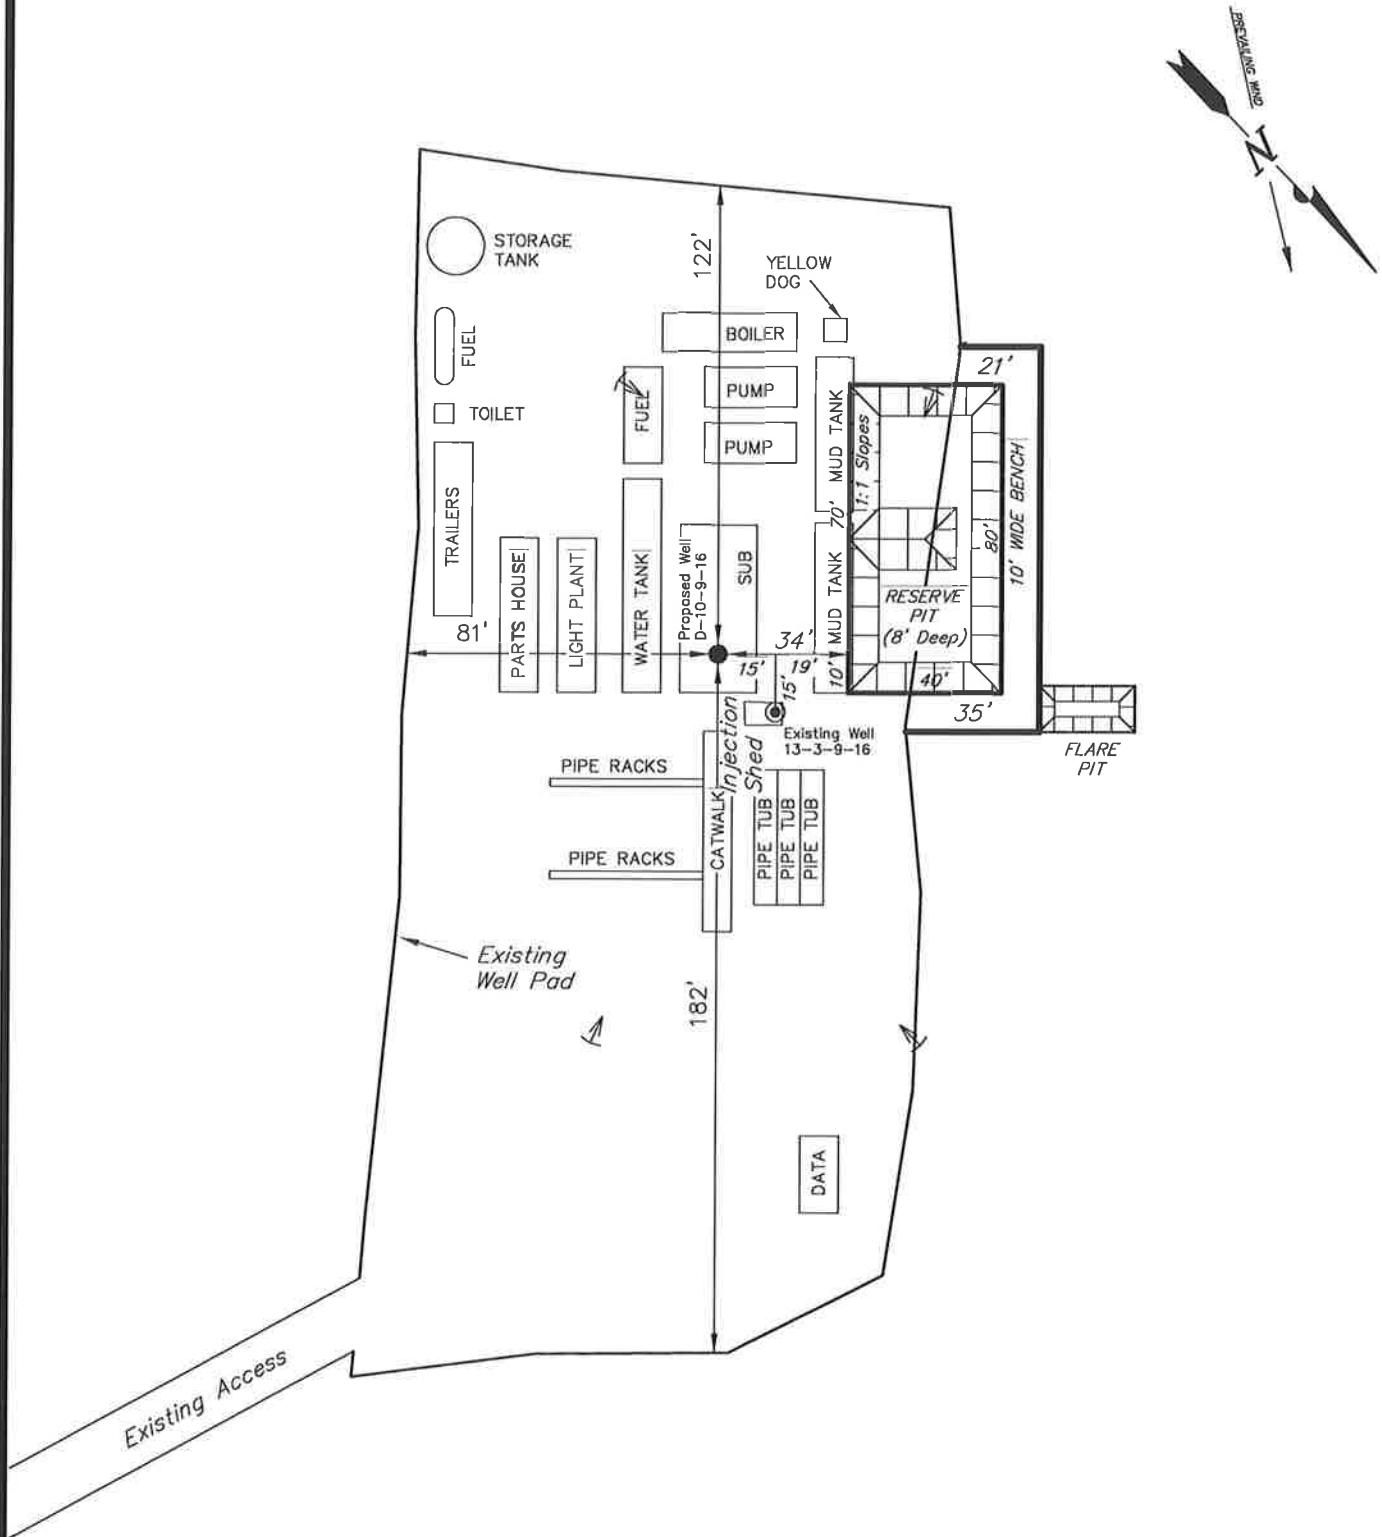 PREVAILING WIND
N
STORAGE
TANK
122'
YELLOW
DOG
FUEL
BOILER
21'
TOILET
FUEL
PUMP
PUMP
MUD TANK
70'
1:1 Slopes
10' WIDE BENCH
80'
TRAILERS
PARTS HOUSE
LIGHT PLANT
WATER TANK
Proposed Well
D-10-9-16
SUB
MUD TANK
RESERVE
PIT
(8' Deep)
81'
34'
15'
19'
10'
40'
35'
15'
Injection
Shed
Existing Well
13-3-9-16
FLARE
PIT
PIPE RACKS
PIPE RACKS
CATWALK
PIPE TUB
PIPE TUB
PIPE TUB
Existing
Well Pad
182'
DATA
Existing Access